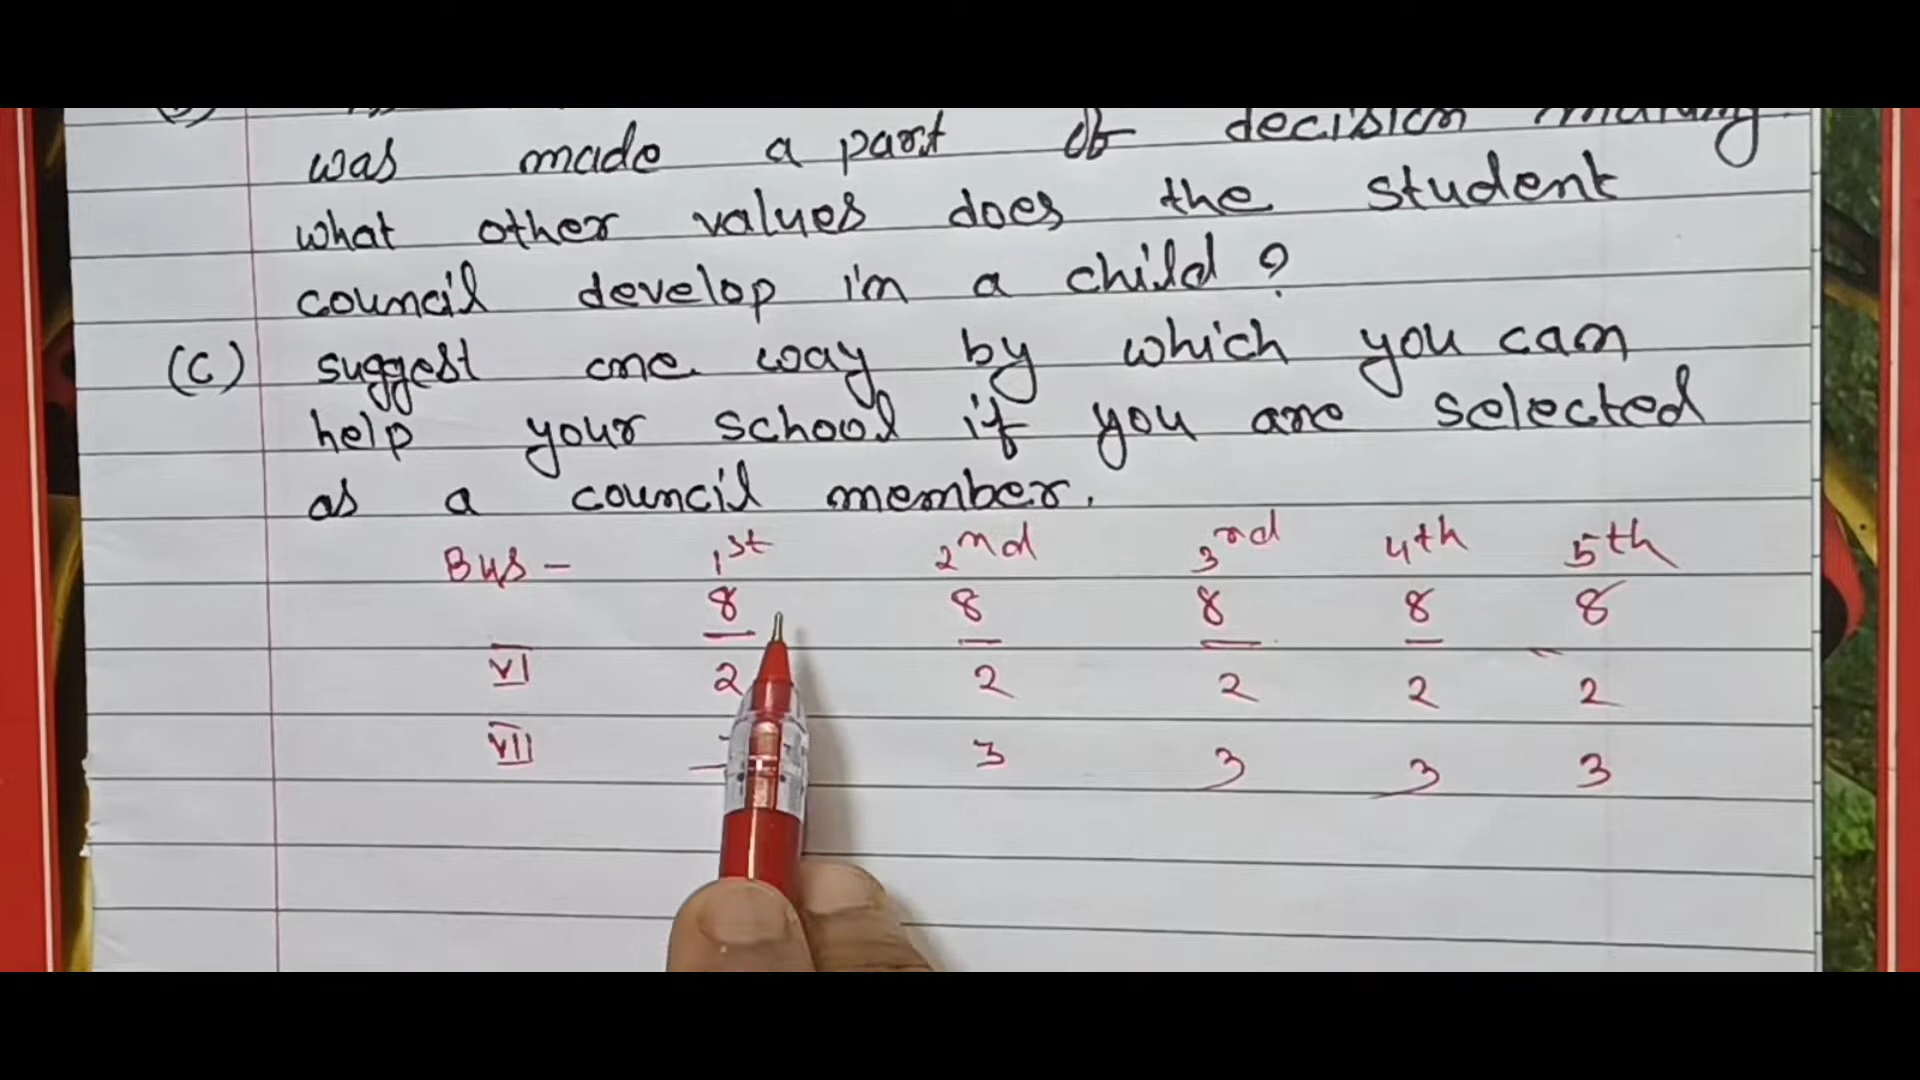 was made a part of decision making
what other values does the student
council develop in a child ?
(C) suggest one way by which you can
help your school if you are selected
as a council member.
Bus - 1st 2nd 3rd 4th 5th
8 8 8 8 8
VI 2 2 2 2 2
VII 3 3 3 3